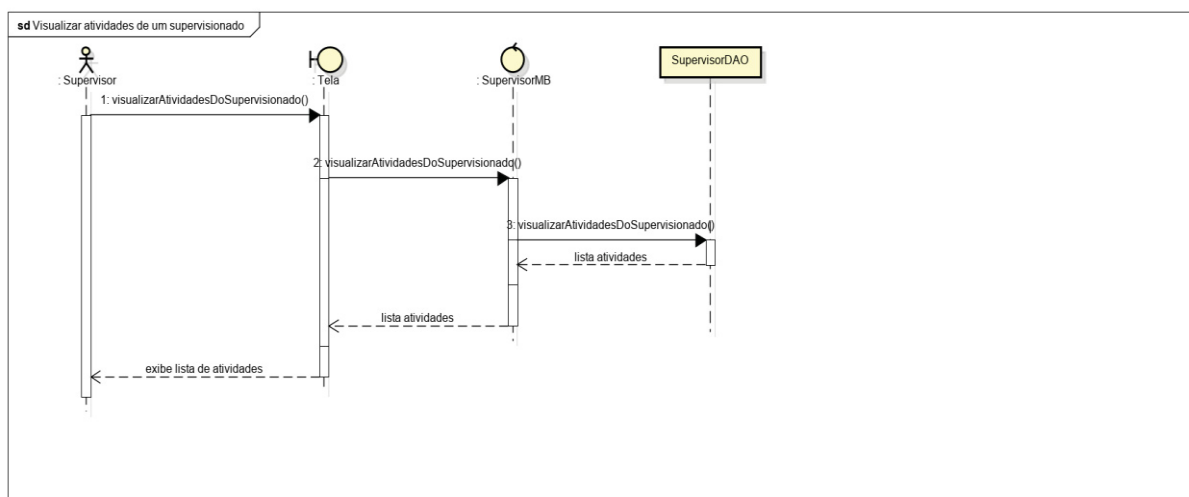 sd Visualizar atividades de um supervisionado
: Supervisor
: Tela
: SupervisorMB
SupervisorDAO
1: visualizarAtividadesDoSupervisionado()
2: visualizarAtividadesDoSupervisionado()
3: visualizarAtividadesDoSupervisionado()
lista atividades
lista atividades
exibe lista de atividades